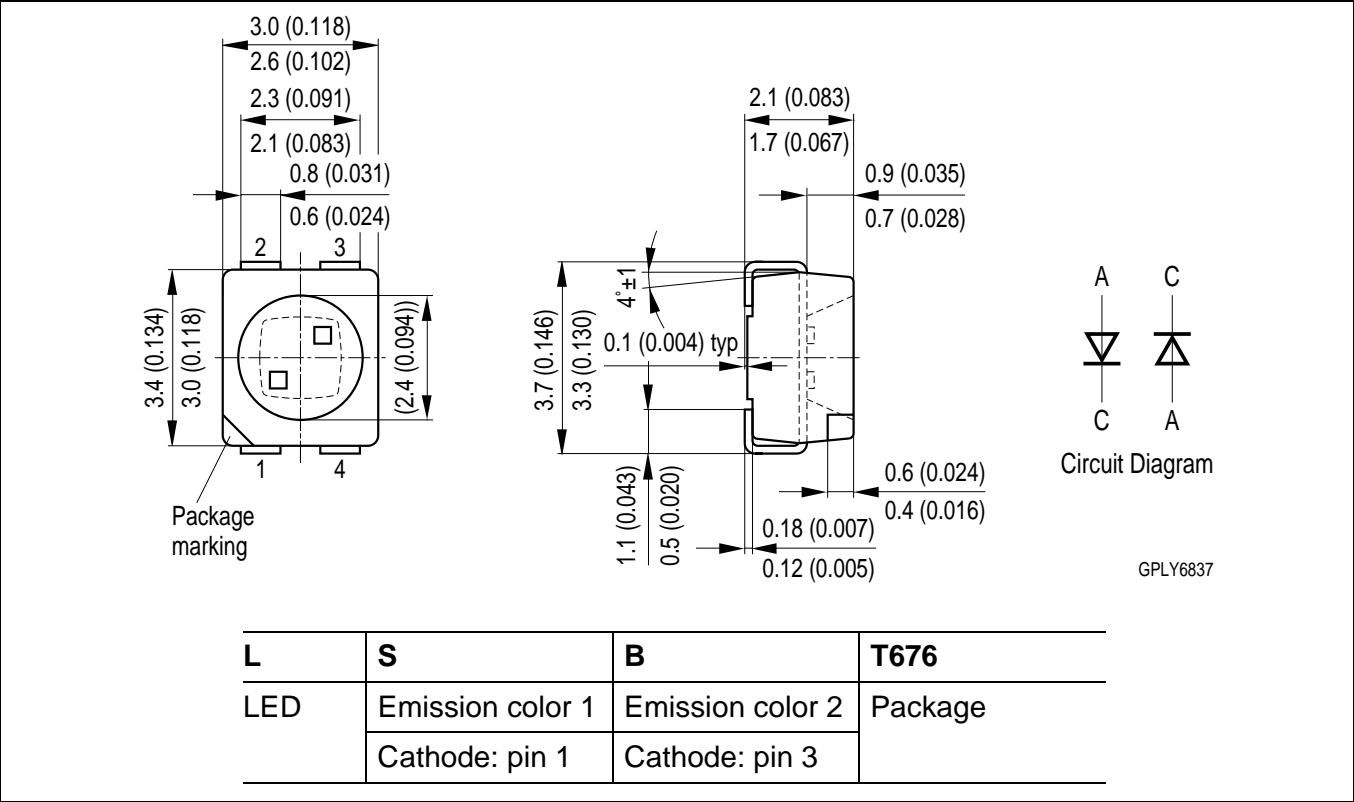 3.0 (0.118)
2.6 (0.102)
2.3 (0.091)
2.1 (0.083)
0.8 (0.031)
0.6 (0.024)
2 3
3.4 (0.134)
3.0 (0.118)
(2.4 (0.094))
1 4
Package
marking
2.1 (0.083)
1.7 (0.067)
0.9 (0.035)
0.7 (0.028)
4˚±1
3.7 (0.146)
3.3 (0.130)
0.1 (0.004) typ
1.1 (0.043)
0.5 (0.020)
0.6 (0.024)
0.4 (0.016)
0.18 (0.007)
0.12 (0.005)
A C
C A
Circuit Diagram
GPLY6837
L S B T676
LED Emission color 1 Emission color 2 Package
Cathode: pin 1 Cathode: pin 3